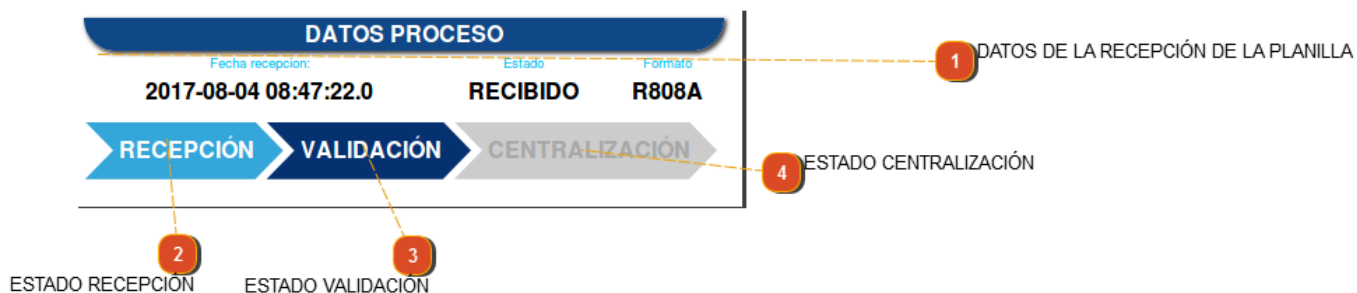 DATOS PROCESO
1 DATOS DE LA RECEPCIÓN DE LA PLANILLA
Fecha recepcion: Estado Formato
2017-08-04 08:47:22.0 RECIBIDO R808A
RECEPCIÓN VALIDACIÓN CENTRALIZACIÓN
4 ESTADO CENTRALIZACIÓN
2 3
ESTADO RECEPCIÓN ESTADO VALIDACIÓN